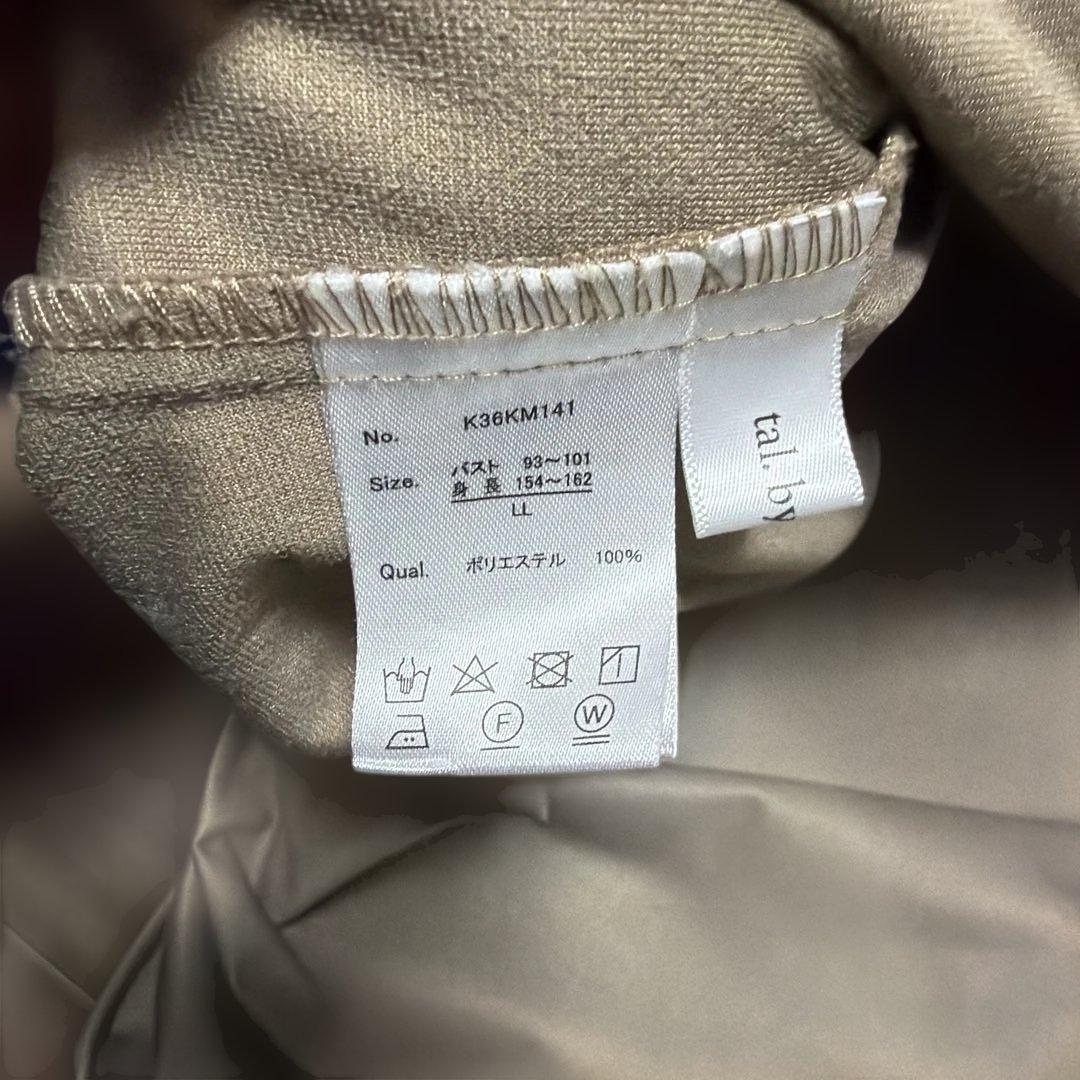 No. K36KM141
Size. バスト 93〜101
身 長 154〜162
LL
Qual. ポリエステル 100%
F W
tal. by